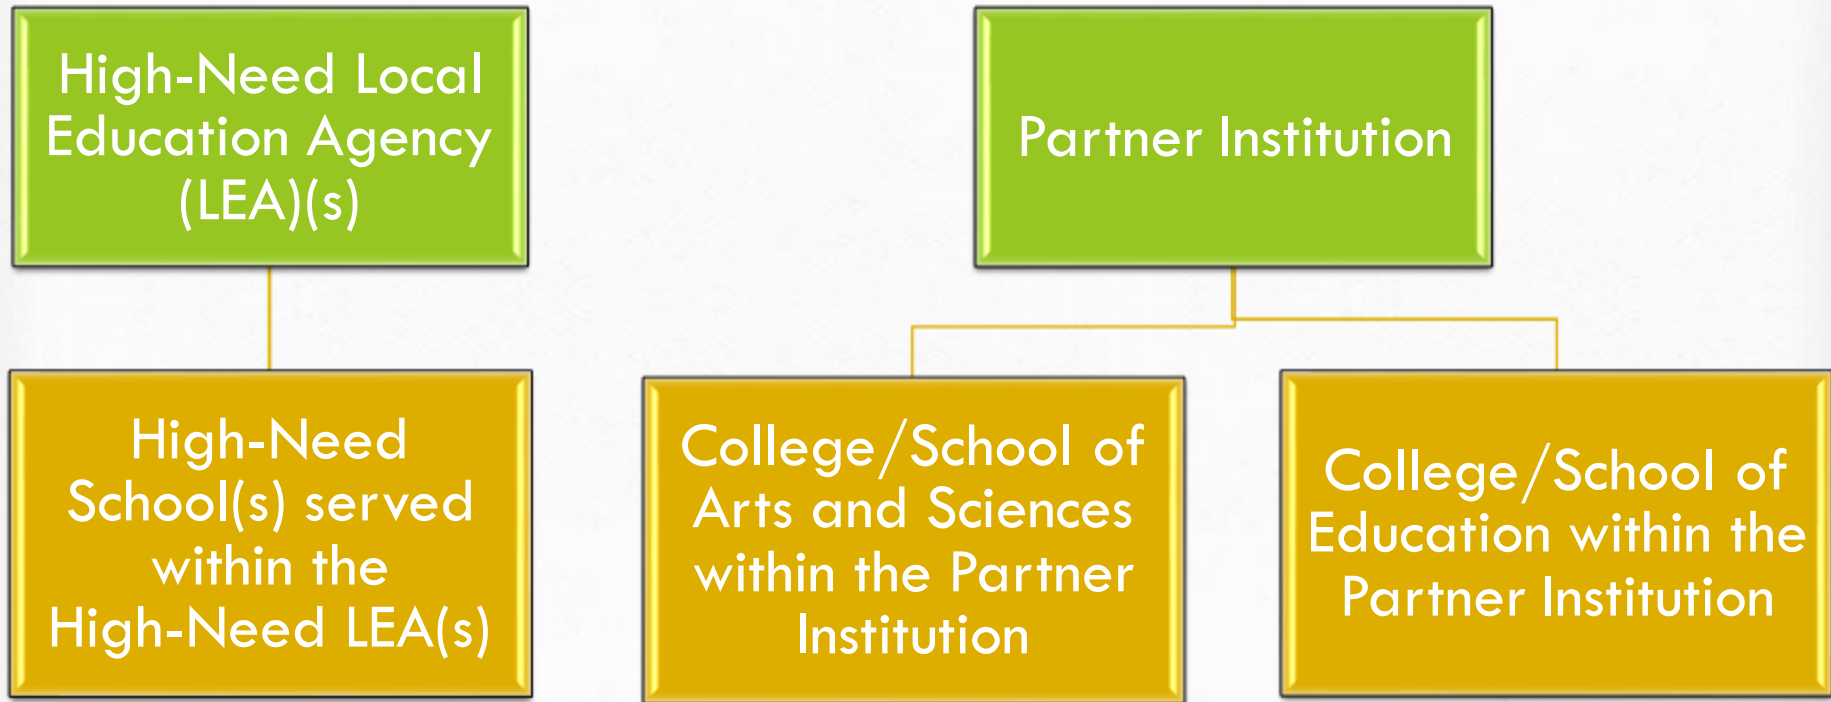 High-Need Local
Education Agency
(LEA)(s)
Partner Institution
High-Need
School(s) served
within the
High-Need LEA(s)
College/School of
Arts and Sciences
within the Partner
Institution
College/School of
Education within the
Partner Institution